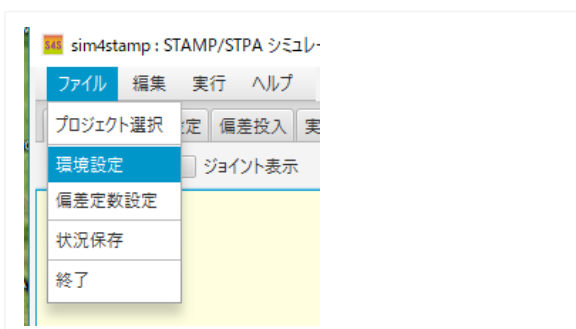 S4S sim4stamp : STAMP/STPA シミュレ
ファイル 編集 実行 ヘルプ
定 偏差投入 実
プロジェクト選択
ジョイント表示
環境設定
偏差定数設定
状況保存
終了